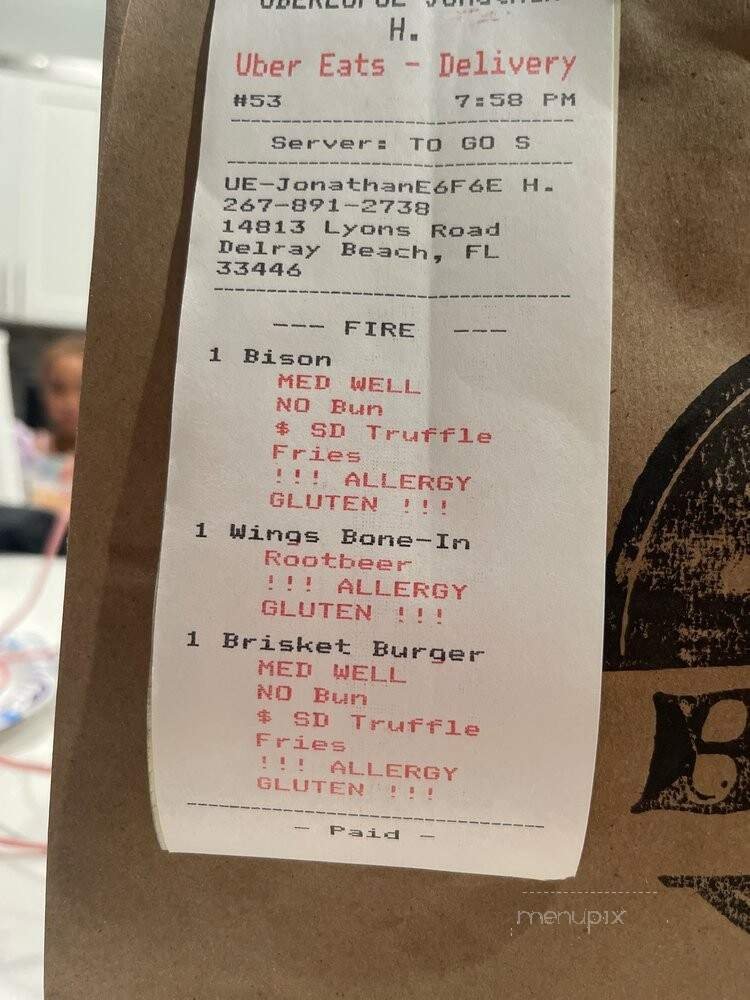 H.
Uber Eats - Delivery
#53 7:58 PM
Server: TO GO S
UE-JonathanE6F6E H.
267-891-2738
14813 Lyons Road
Delray Beach, FL
33446
--- FIRE ---
1 Bison
MED WELL
NO Bun
$ SD Truffle
Fries
!!! ALLERGY
GLUTEN !!!
1 Wings Bone-In
Rootbeer
!!! ALLERGY
GLUTEN !!!
1 Brisket Burger
MED WELL
NO Bun
$ SD Truffle
Fries
!!! ALLERGY
GLUTEN !!!
- Paid -
B
menupix